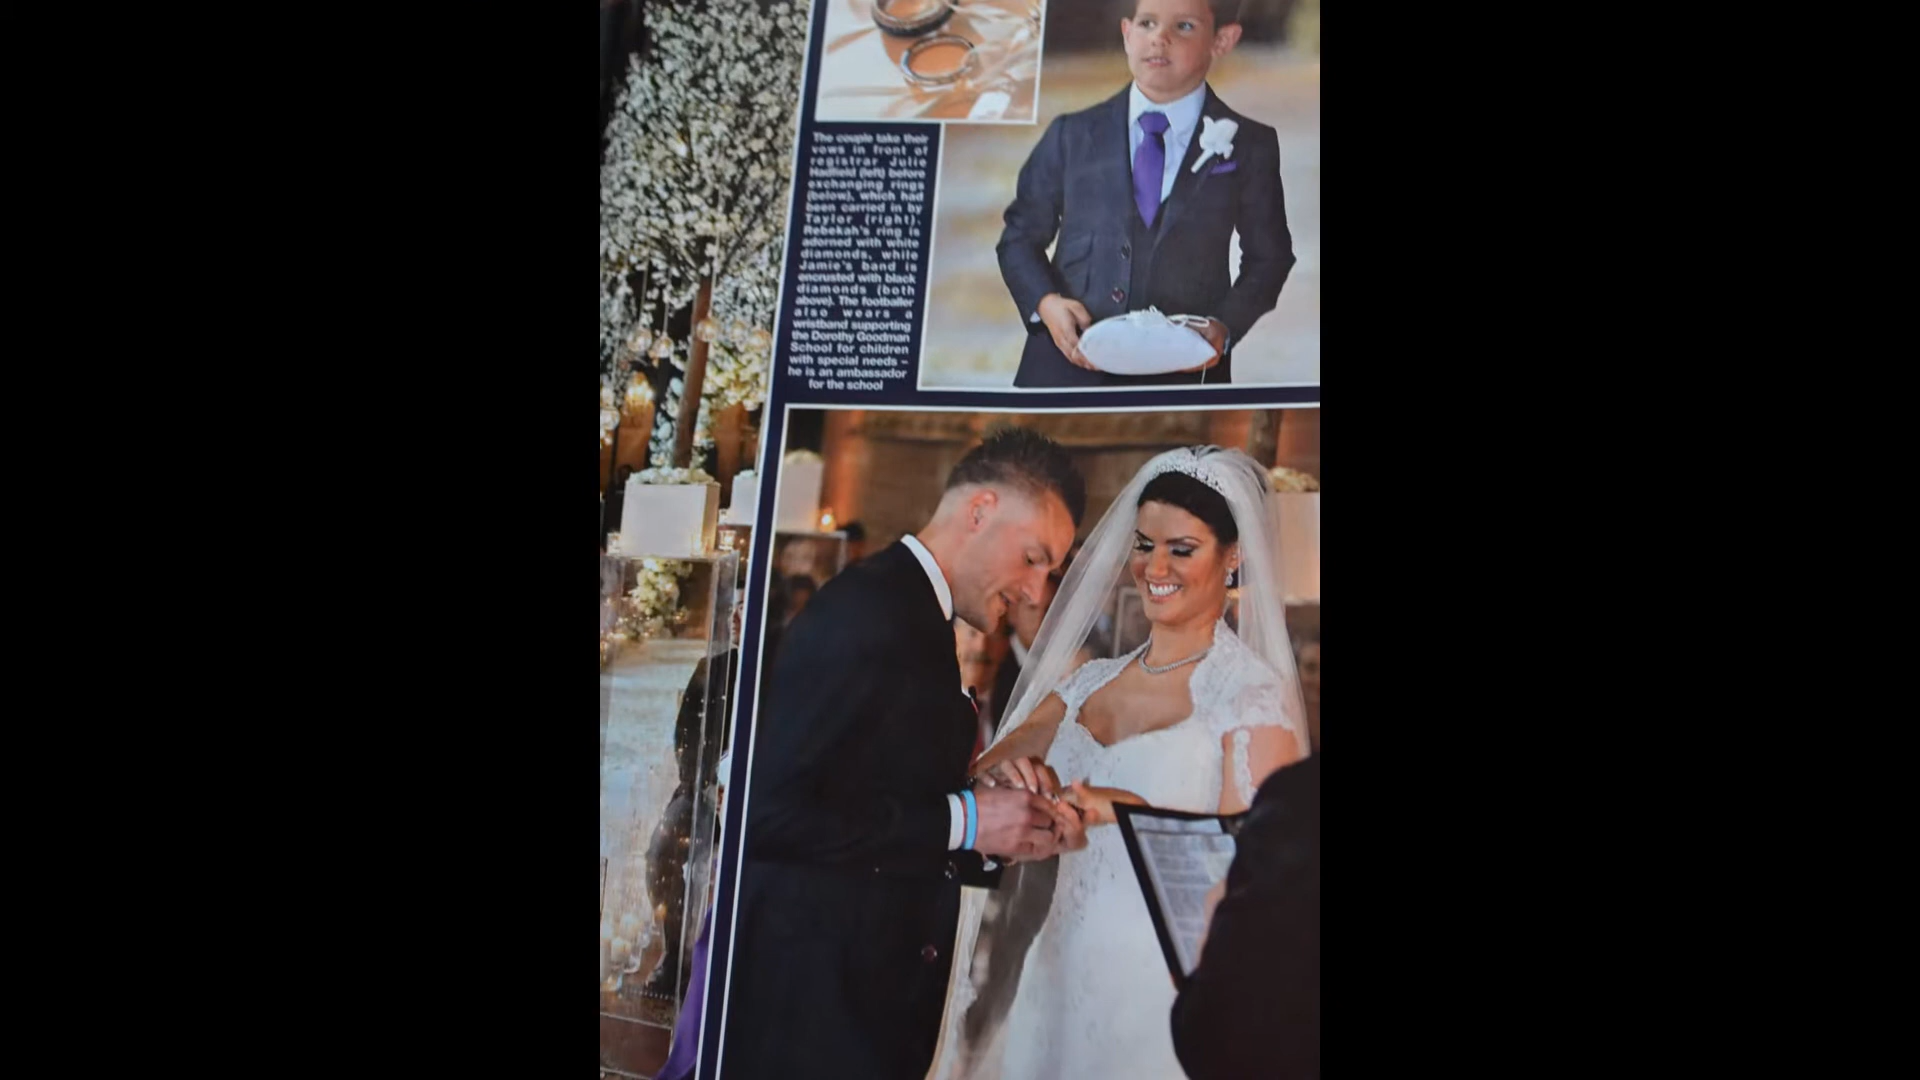 The couple take their
vows in front of
registrar Julie
Hadfield (left) before
exchanging rings
(below), which had
been carried in by
Taylor (right).
Rebekah's ring is
adorned with white
diamonds, while
Jamie's band is
encrusted with black
diamonds (both
above). The footballer
also wears a
wristband supporting
the Dorothy Goodman
School for children
with special needs –
he is an ambassador
for the school